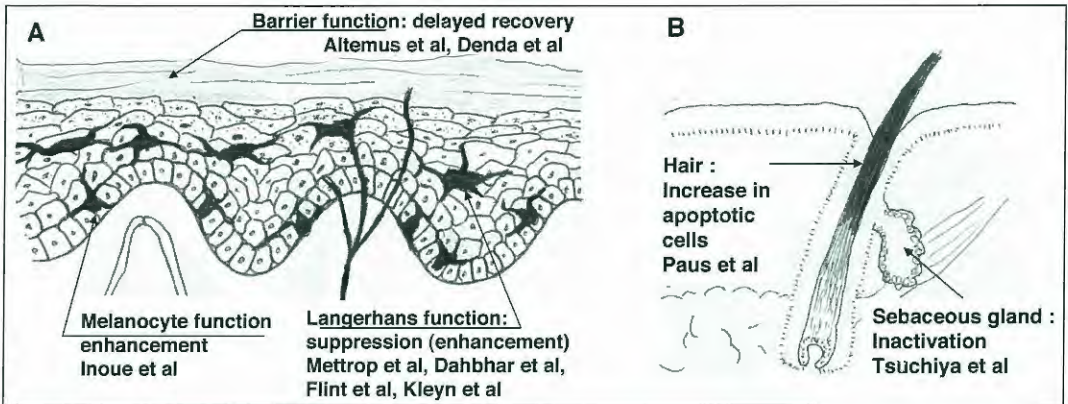 A
Barrier function: delayed recovery
Altemus et al, Denda et al
Melanocyte function
enhancement
Inoue et al
Langerhans function:
suppression (enhancement)
Mettrop et al, Dahbhar et al,
Flint et al, Kleyn et al
B
Hair :
Increase in
apoptotic
cells
Paus et al
Sebaceous gland :
Inactivation
Tsuchiya et al